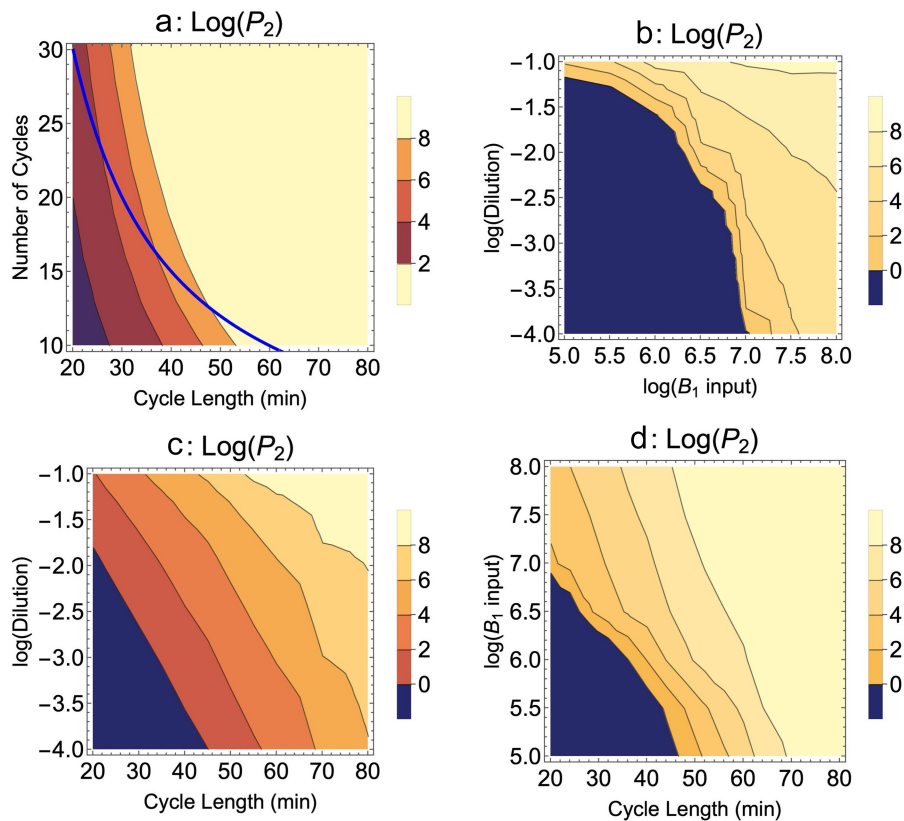 a: Log(P2)
Number of Cycles
30
25
20
15
10
20 30 40 50 60 70 80
Cycle Length (min)
8
6
4
2
b: Log(P2)
log(Dilution)
−1.0
−1.5
−2.0
−2.5
−3.0
−3.5
−4.0
5.0 5.5 6.0 6.5 7.0 7.5 8.0
log(B1 input)
8
6
4
2
0
c: Log(P2)
log(Dilution)
−1.0
−1.5
−2.0
−2.5
−3.0
−3.5
−4.0
20 30 40 50 60 70 80
Cycle Length (min)
8
6
4
2
0
d: Log(P2)
log(B1 input)
8.0
7.5
7.0
6.5
6.0
5.5
5.0
20 30 40 50 60 70 80
Cycle Length (min)
8
6
4
2
0